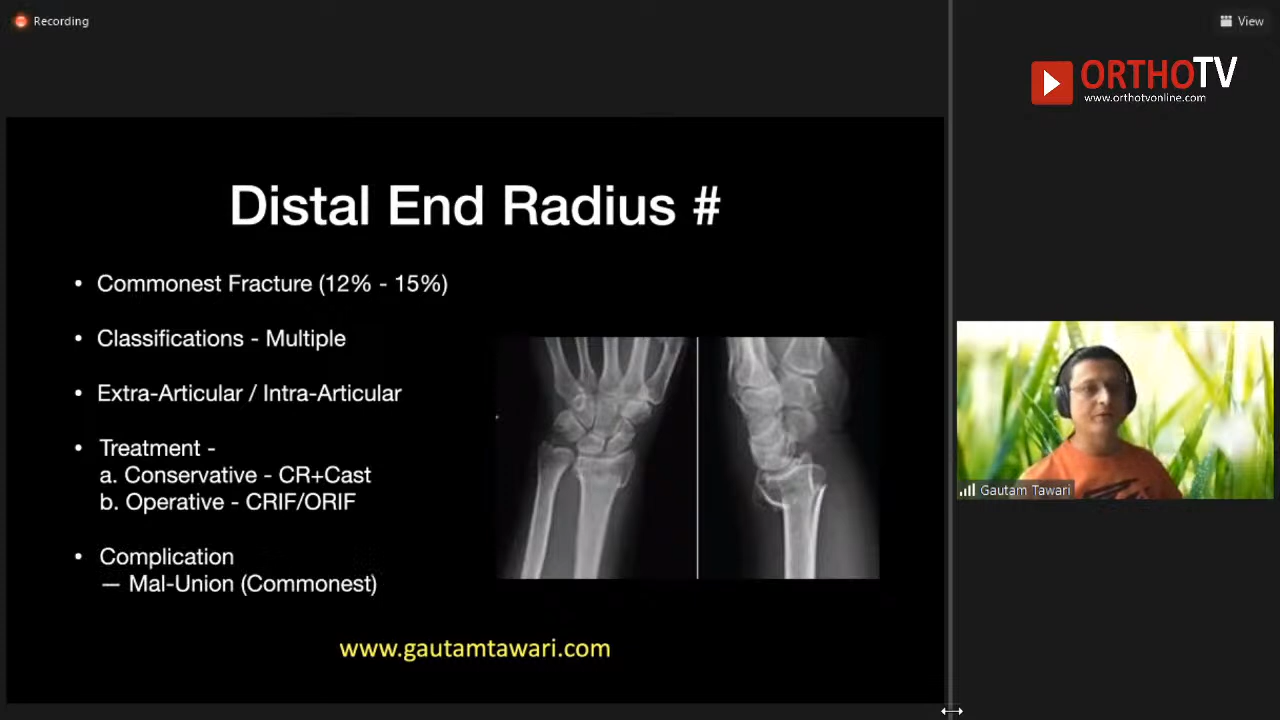 Recording
View
ORTHOTV
www.orthotvonline.com
Distal End Radius #
• Commonest Fracture (12% - 15%)
• Classifications - Multiple
• Extra-Articular / Intra-Articular
• Treatment -
a. Conservative - CR+Cast
b. Operative - CRIF/ORIF
• Complication
— Mal-Union (Commonest)
www.gautamtawari.com
Gautam Tawari